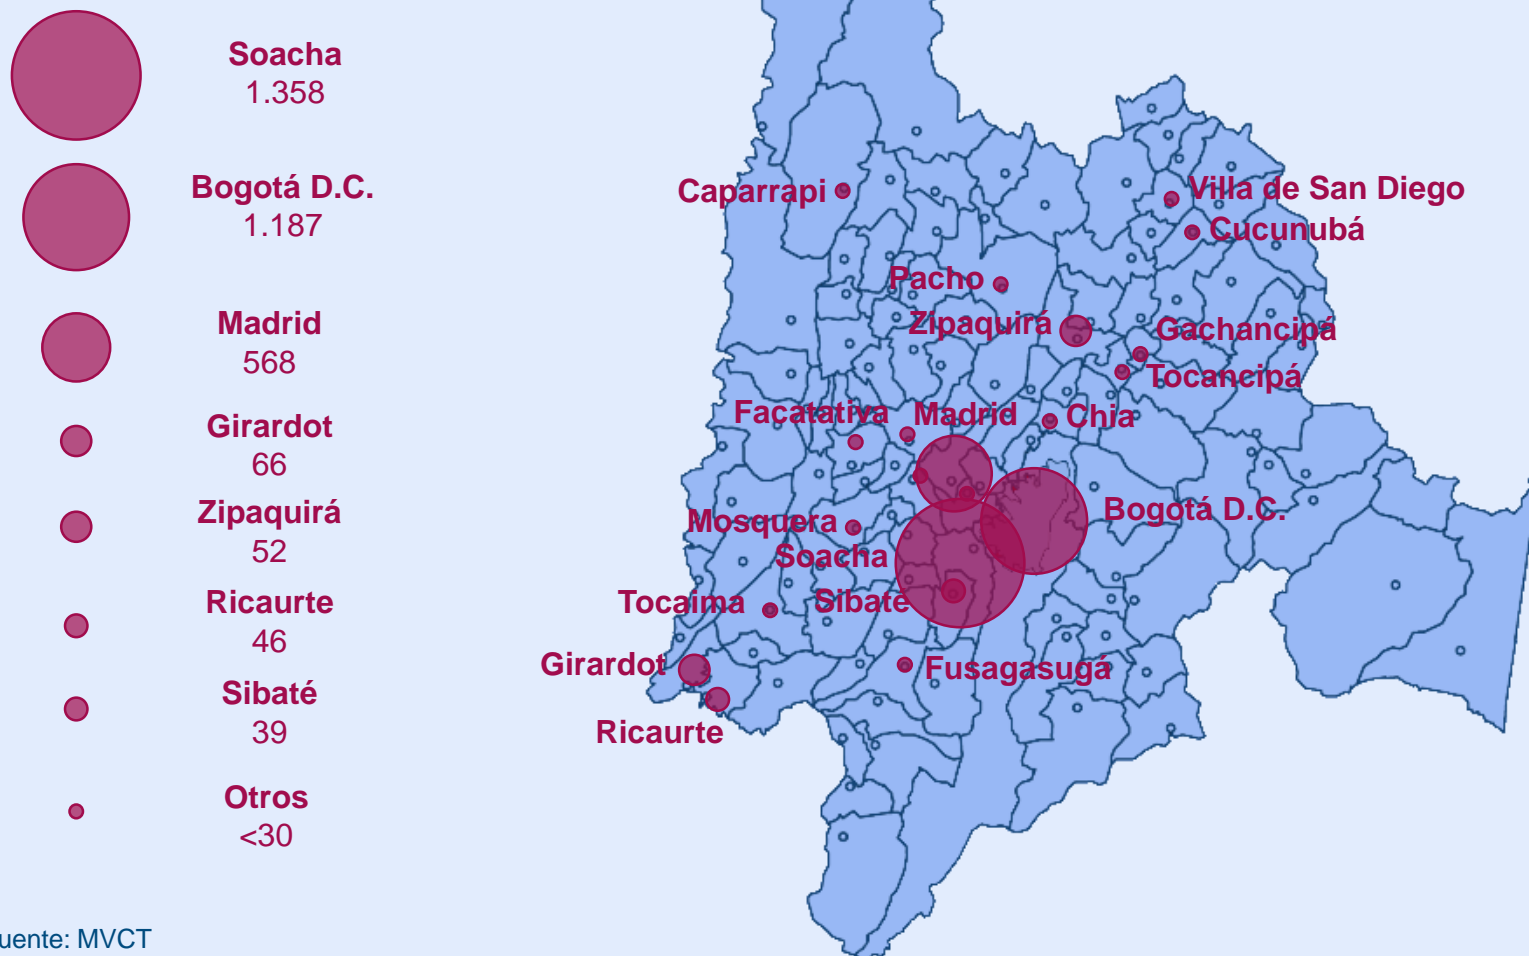 Soacha
1.358
Bogotá D.C.
1.187
Madrid
568
Girardot
66
Zipaquirá
52
Ricaurte
46
Sibaté
39
Otros
<30
uente: MVCT
Caparrapi
Villa de San Diego
Cucunubá
Pacho
Zipaquirá
Gachancipá
Tocancipá
Facatativa
Madrid
Chia
Mosquera
Bogotá D.C.
Soacha
Tocaima
Sibaté
Girardot
Fusagasugá
Ricaurte